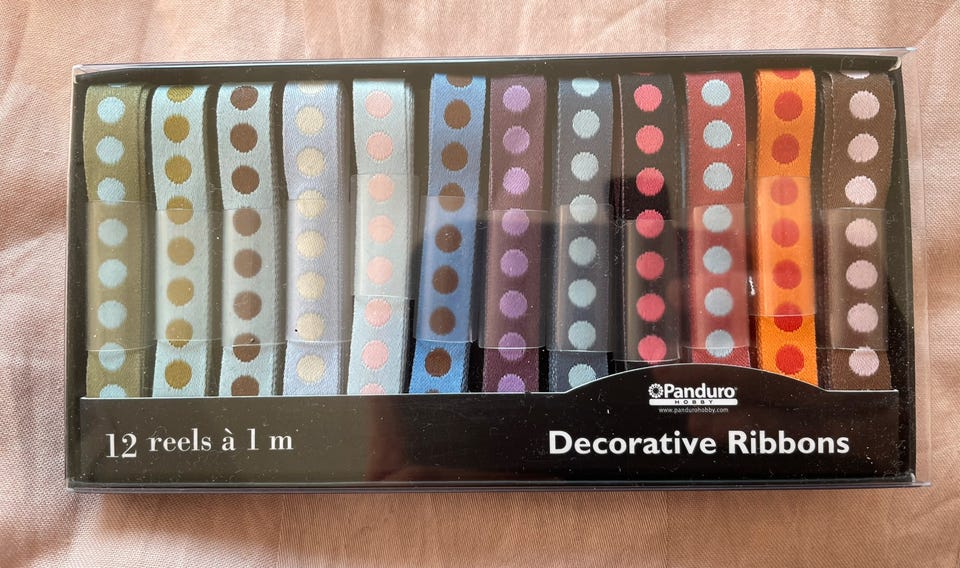 Panduro
HOBBY
www.pandurohobby.com
12 reels à 1 m
Decorative Ribbons